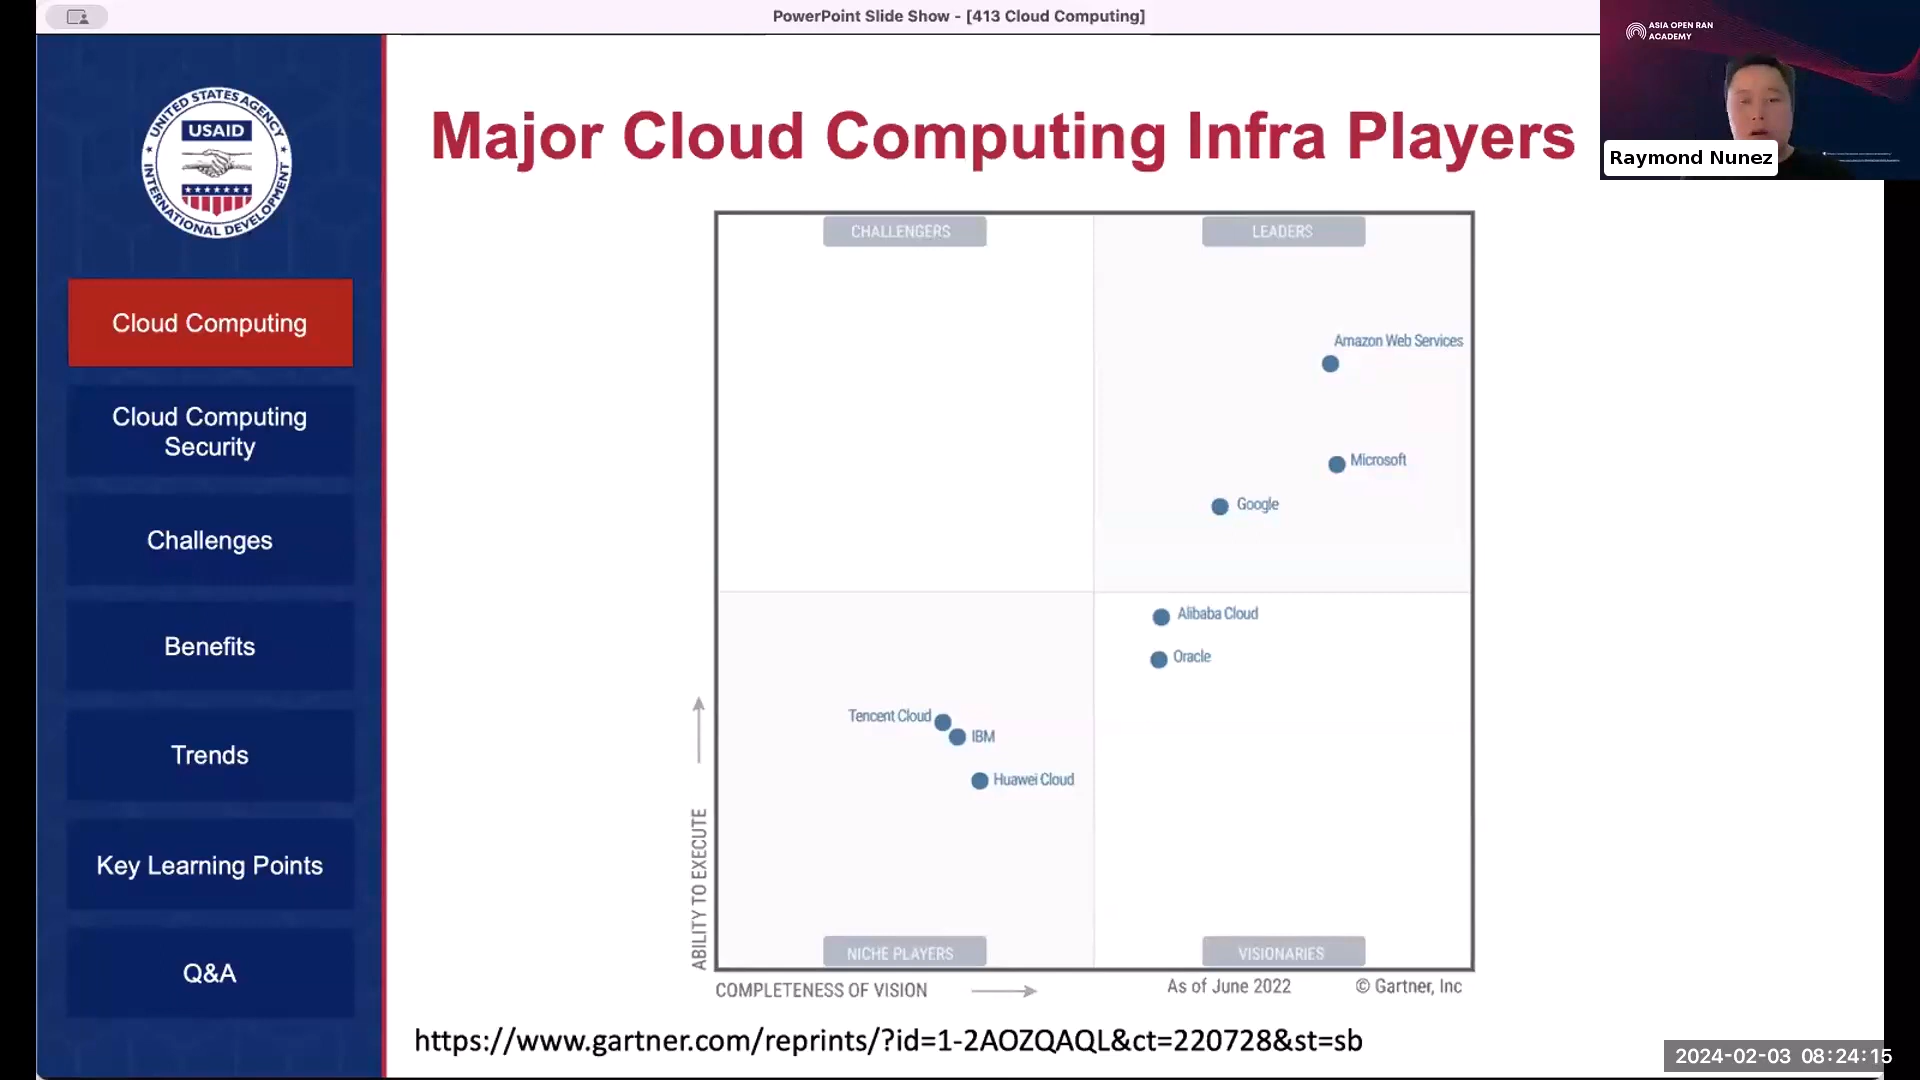 PowerPoint Slide Show - [413 Cloud Computing]
ASIA OPEN RAN
ACADEMY
Raymond Nunez
UNITED STATES AGENCY
USAID
INTERNATIONAL DEVELOPMENT
Cloud Computing
Cloud Computing
Security
Challenges
Benefits
Trends
Key Learning Points
Q&A
Major Cloud Computing Infra Players
CHALLENGERS
LEADERS
Amazon Web Services
Microsoft
Google
Alibaba Cloud
Oracle
Tencent Cloud
IBM
Huawei Cloud
ABILITY TO EXECUTE
NICHE PLAYERS
VISIONARIES
COMPLETENESS OF VISION
As of June 2022
© Gartner, Inc
https://www.gartner.com/reprints/?id=1-2AOZQAQL&ct=220728&st=sb
2024-02-03 08:24:15